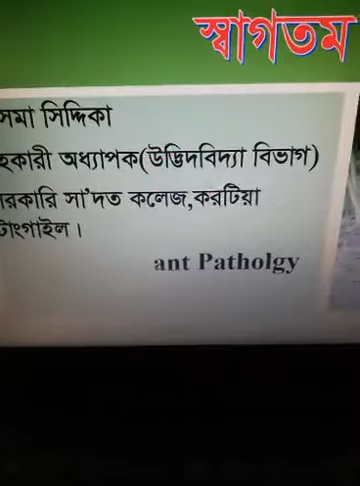 স্বাগতম
সমা সিদ্দিকা
হকারী অধ্যাপক(উদ্ভিদবিদ্যা বিভাগ)
রকারি সা'দত কলেজ,করটিয়া
টাংগাইল।
ant Patholgy